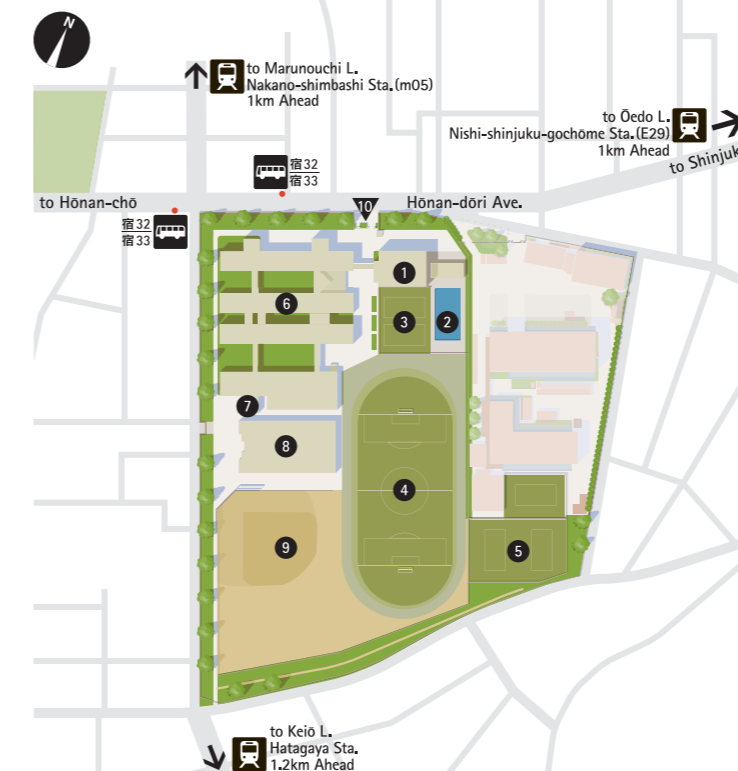 N
to Marunouchi L.
Nakano-shimbashi Sta.(m05)
1km Ahead
to Ōedo L.
Nishi-shinjuku-gochōme Sta.(E29)
1km Ahead
to Shinjuk
宿32
宿33
to Hōnan-chō
10
Hōnan-dōri Ave.
宿32
宿33
1
6
3
2
7
8
4
9
5
to Keiō L.
Hatagaya Sta.
1.2km Ahead